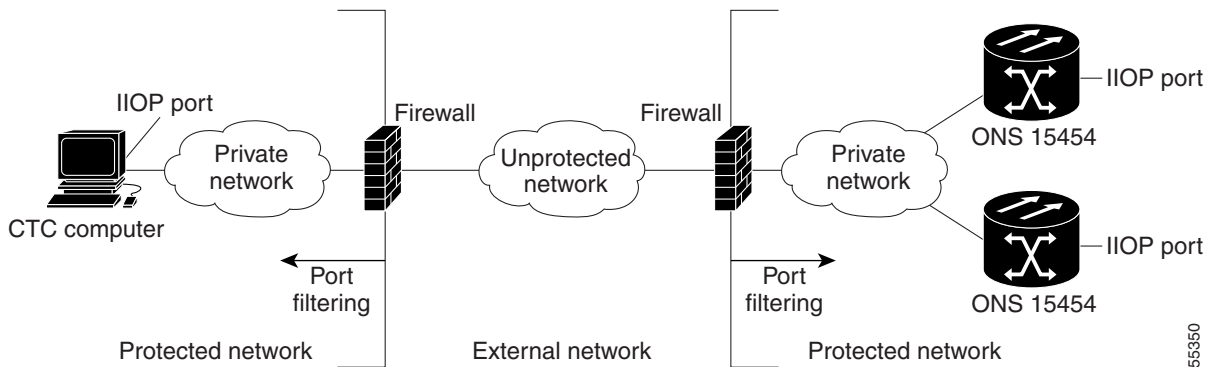 IIOP port
Private
network
CTC computer
Firewall
Port
filtering
Protected network
Unprotected
network
External network
Firewall
Private
network
Port
filtering
Protected network
IIOP port
ONS 15454
IIOP port
ONS 15454
55350